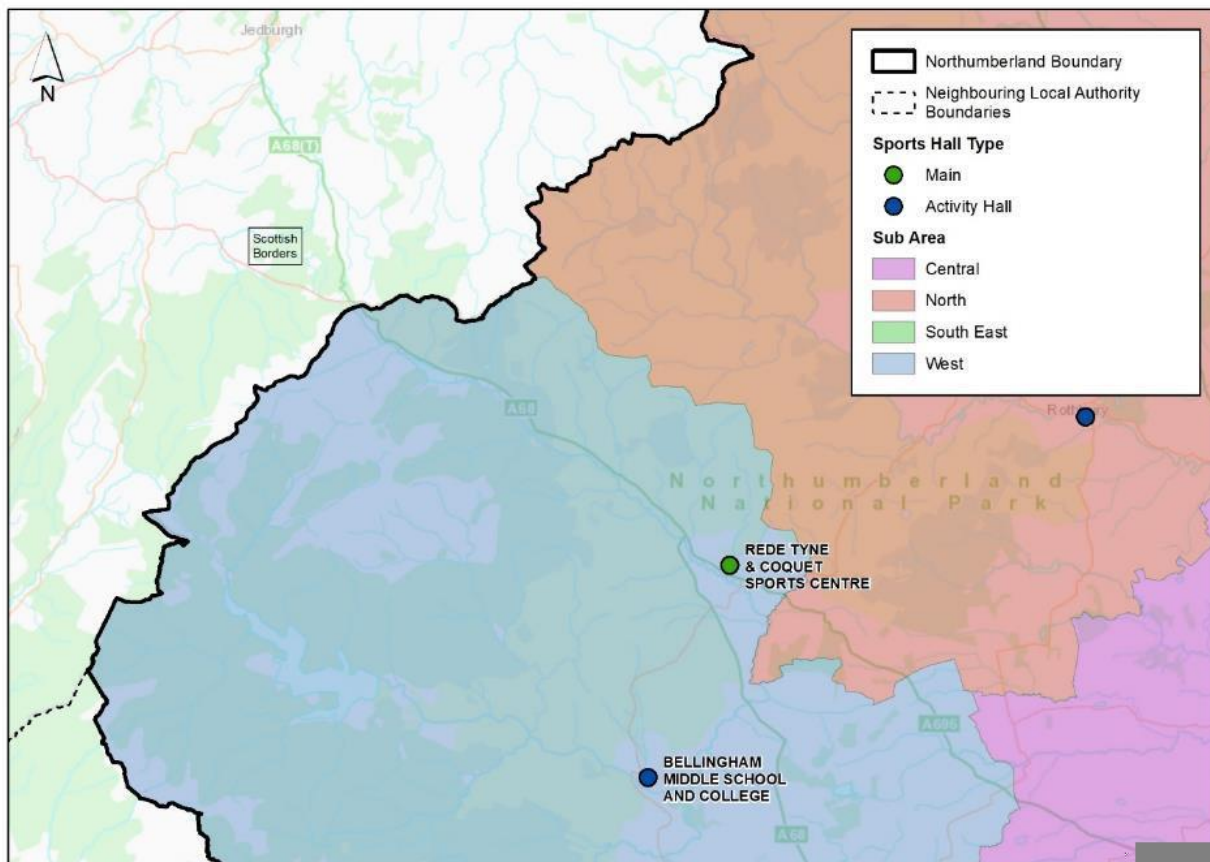 Jedburgh
N
A68(T)
Scottish
Borders
A68
Northumberland
National Park
REDE TYNE
& COQUET
SPORTS CENTRE
A696
BELLINGHAM
MIDDLE SCHOOL
AND COLLEGE
A68
Northumberland Boundary
Neighbouring Local Authority
Boundaries
Sports Hall Type
Main
Activity Hall
Sub Area
Central
North
South East
West